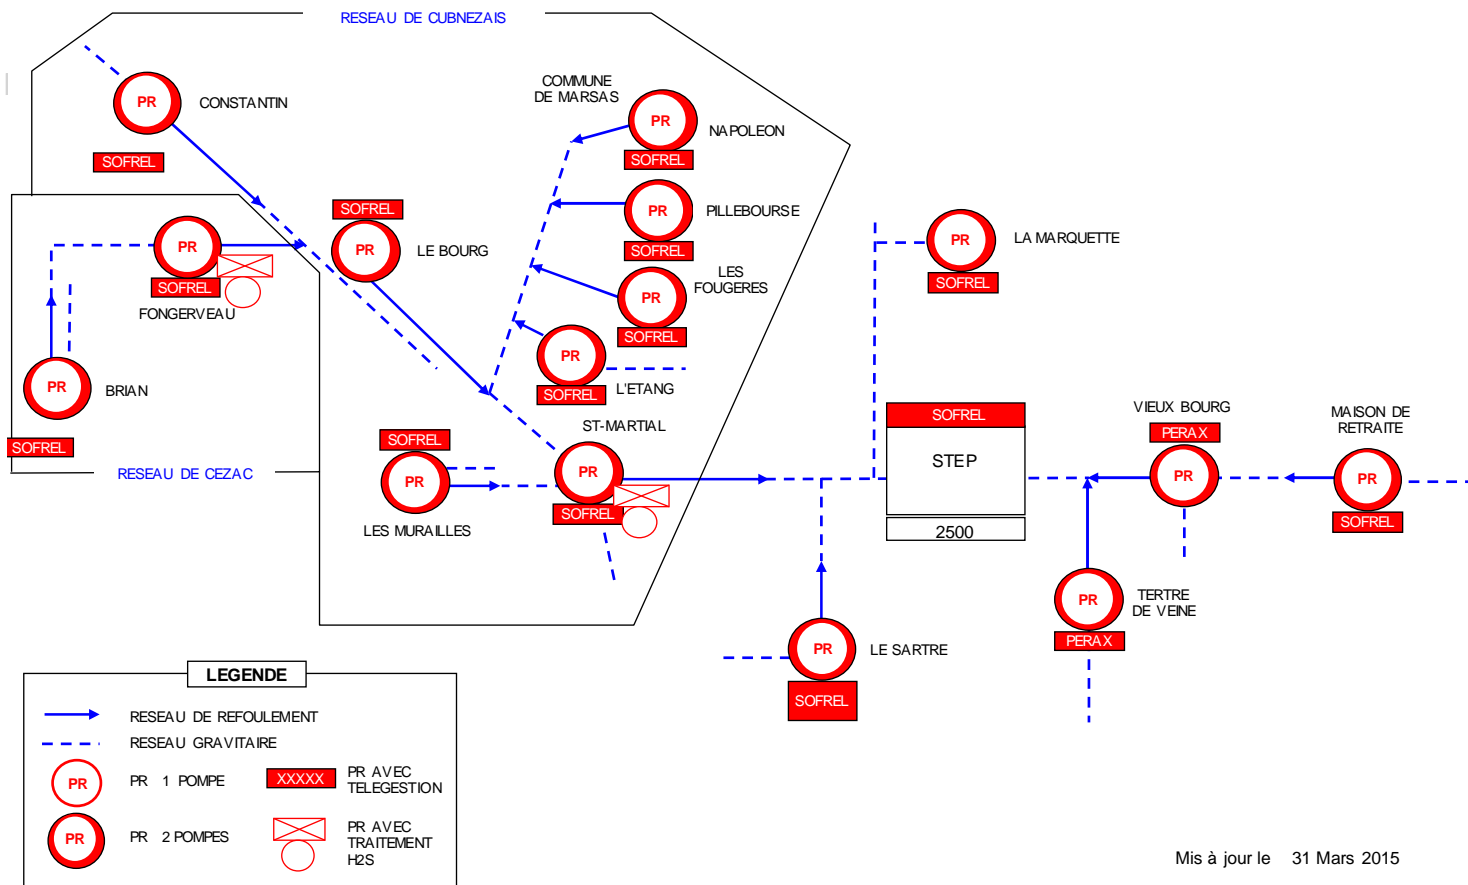 RESEAU DE CUBNEZAIS
PR
CONSTANTIN
SOFREL
COMMUNE
DE MARSAS
PR
NAPOLEON
SOFREL
PR
PILLEBOURSE
SOFREL
SOFREL
PR
LE BOURG
PR
SOFREL
FONGERVEAU
PR
LES
FOUGERES
SOFREL
PR
LA MARQUETTE
SOFREL
PR
L'ETANG
SOFREL
PR
BRIAN
SOFREL
RESEAU DE CEZAC
SOFREL
PR
LES MURAILLES
ST-MARTIAL
PR
SOFREL
SOFREL
STEP
2500
VIEUX BOURG
PERAX
PR
MAISON DE
RETRAITE
PR
SOFREL
PR
TERTRE
DE VEINE
PERAX
PR
LE SARTRE
SOFREL
LEGENDE
RESEAU DE REFOULEMENT
RESEAU GRAVITAIRE
PR
PR 1 POMPE
XXXXX
PR AVEC
TELEGESTION
PR
PR 2 POMPES
PR AVEC
TRAITEMENT
H2S
Mis à jour le 31 Mars 2015